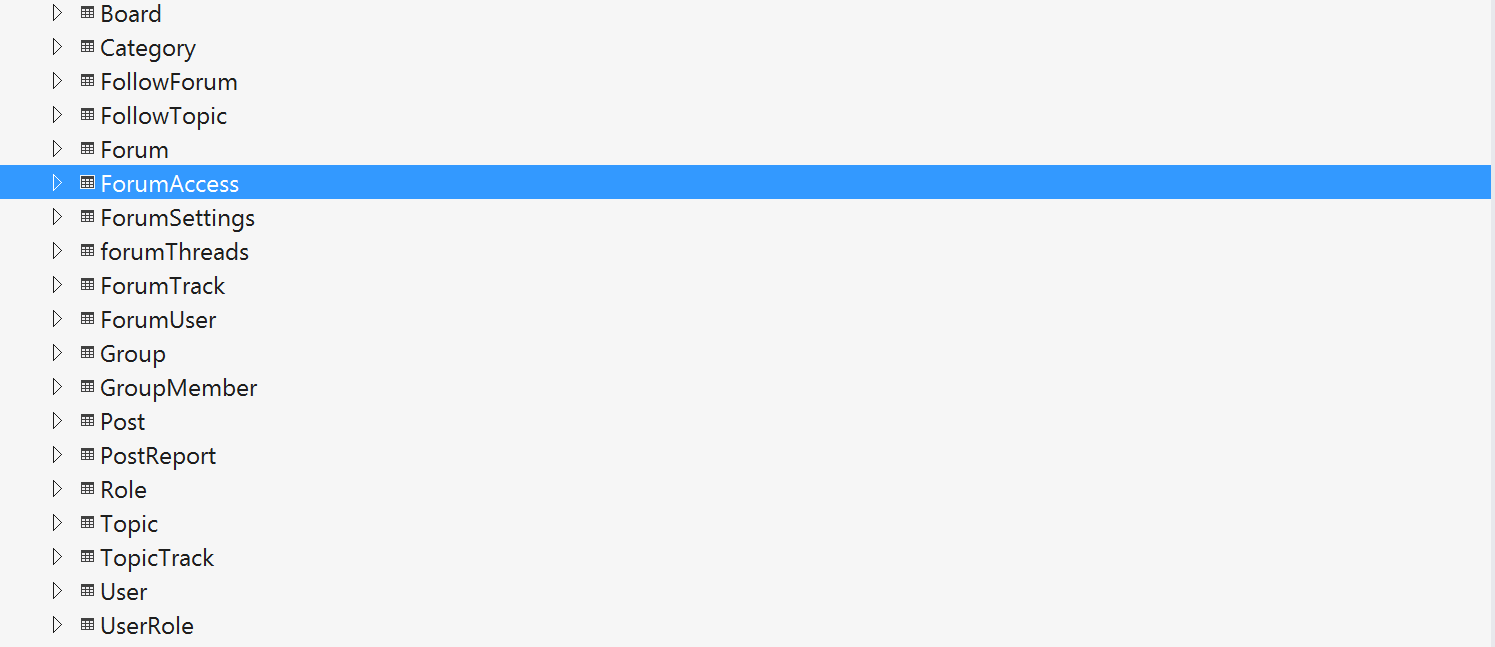 Board
Category
FollowForum
FollowTopic
Forum
ForumAccess
ForumSettings
forumThreads
ForumTrack
ForumUser
Group
GroupMember
Post
PostReport
Role
Topic
TopicTrack
User
UserRole